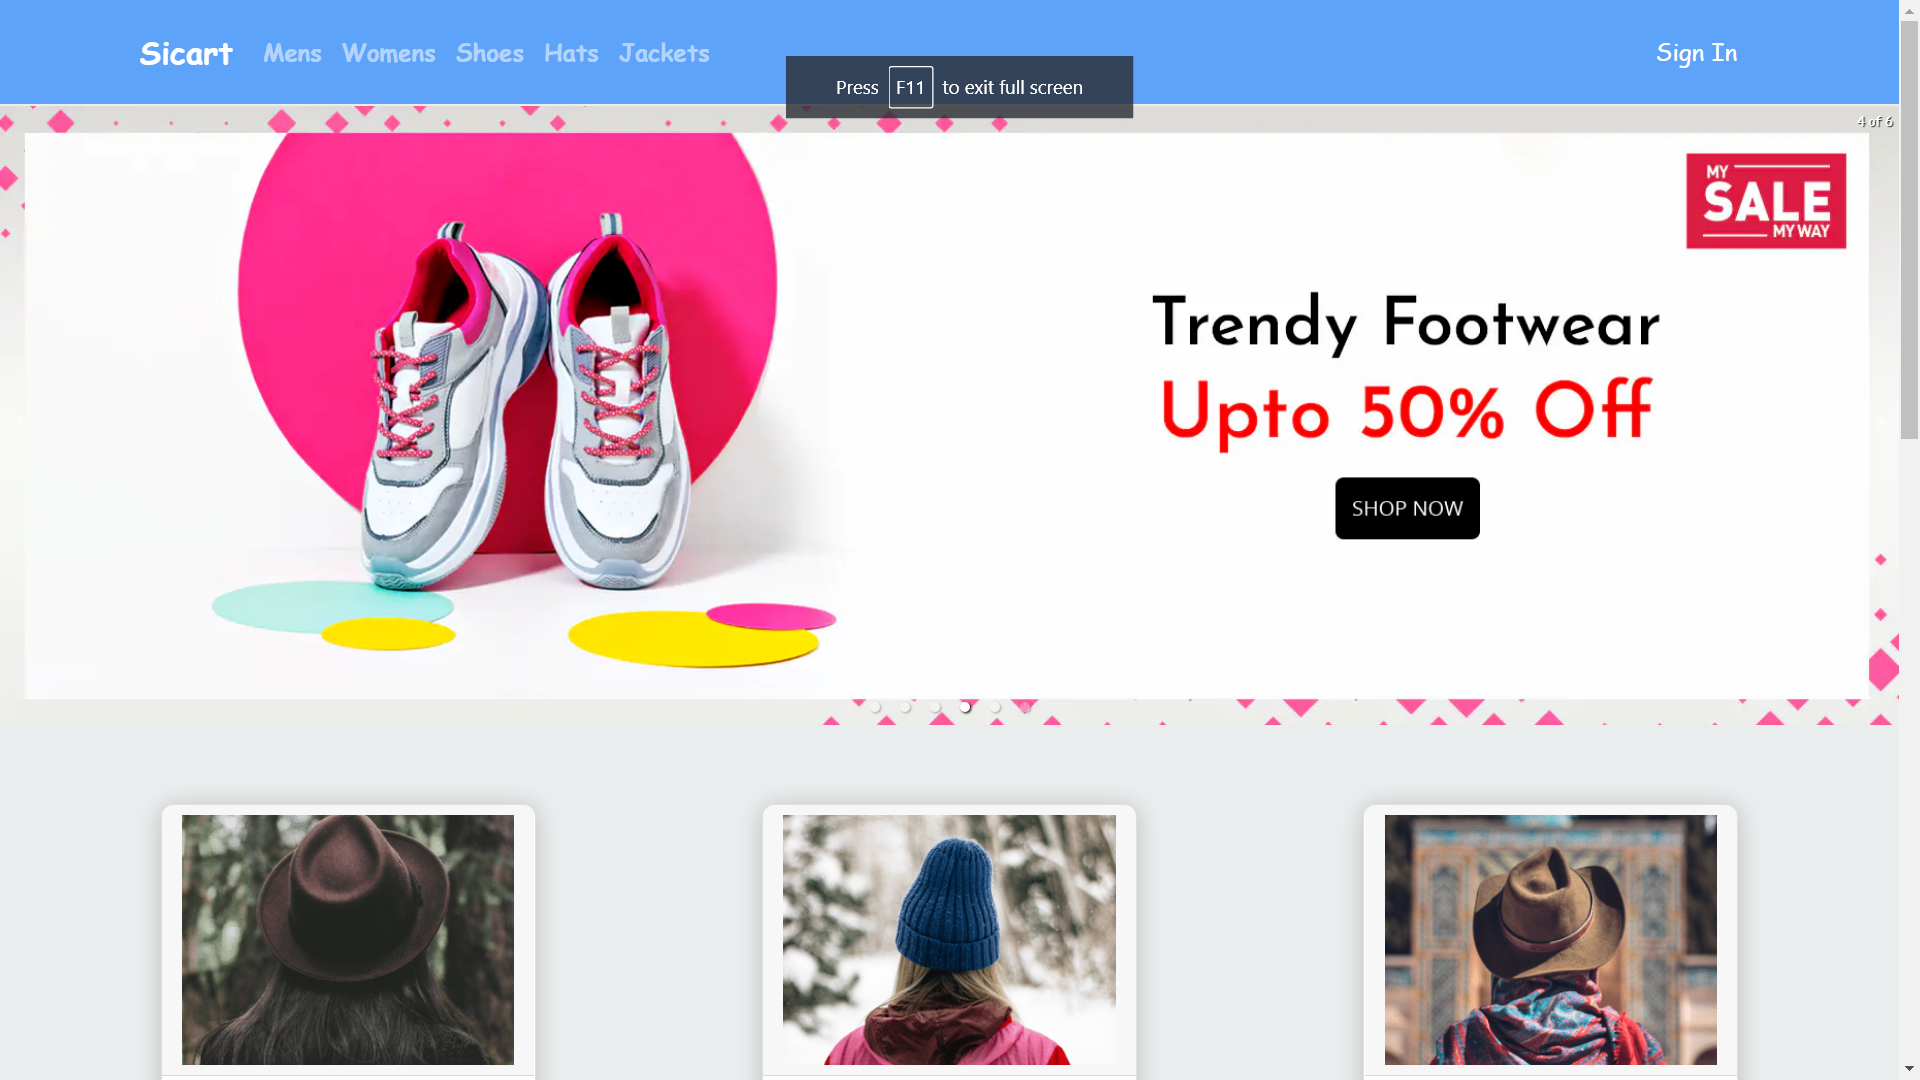 Sicart Mens Womens Shoes Hats Jackets Sign In
Press F11 to exit full screen
4 of 6
MY
SALE
MY WAY
Trendy Footwear
Upto 50% Off
SHOP NOW